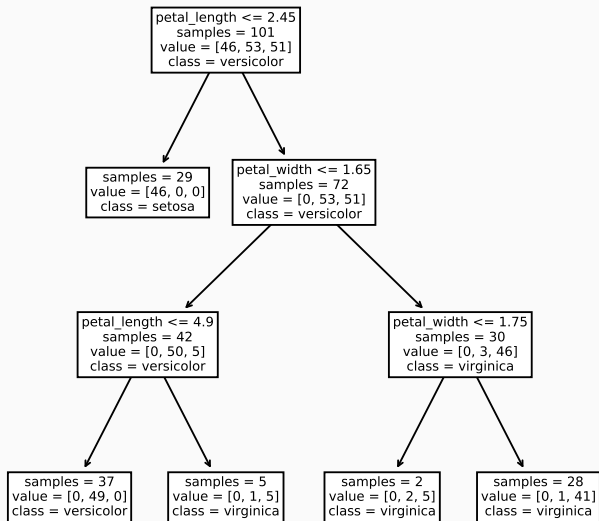 petal_length <= 2.45
samples = 101
value = [46, 53, 51]
class = versicolor
samples = 29
value = [46, 0, 0]
class = setosa
petal_width <= 1.65
samples = 72
value = [0, 53, 51]
class = versicolor
petal_length <= 4.9
samples = 42
value = [0, 50, 5]
class = versicolor
petal_width <= 1.75
samples = 30
value = [0, 3, 46]
class = virginica
samples = 37
value = [0, 49, 0]
class = versicolor
samples = 5
value = [0, 1, 5]
class = virginica
samples = 2
value = [0, 2, 5]
class = virginica
samples = 28
value = [0, 1, 41]
class = virginica